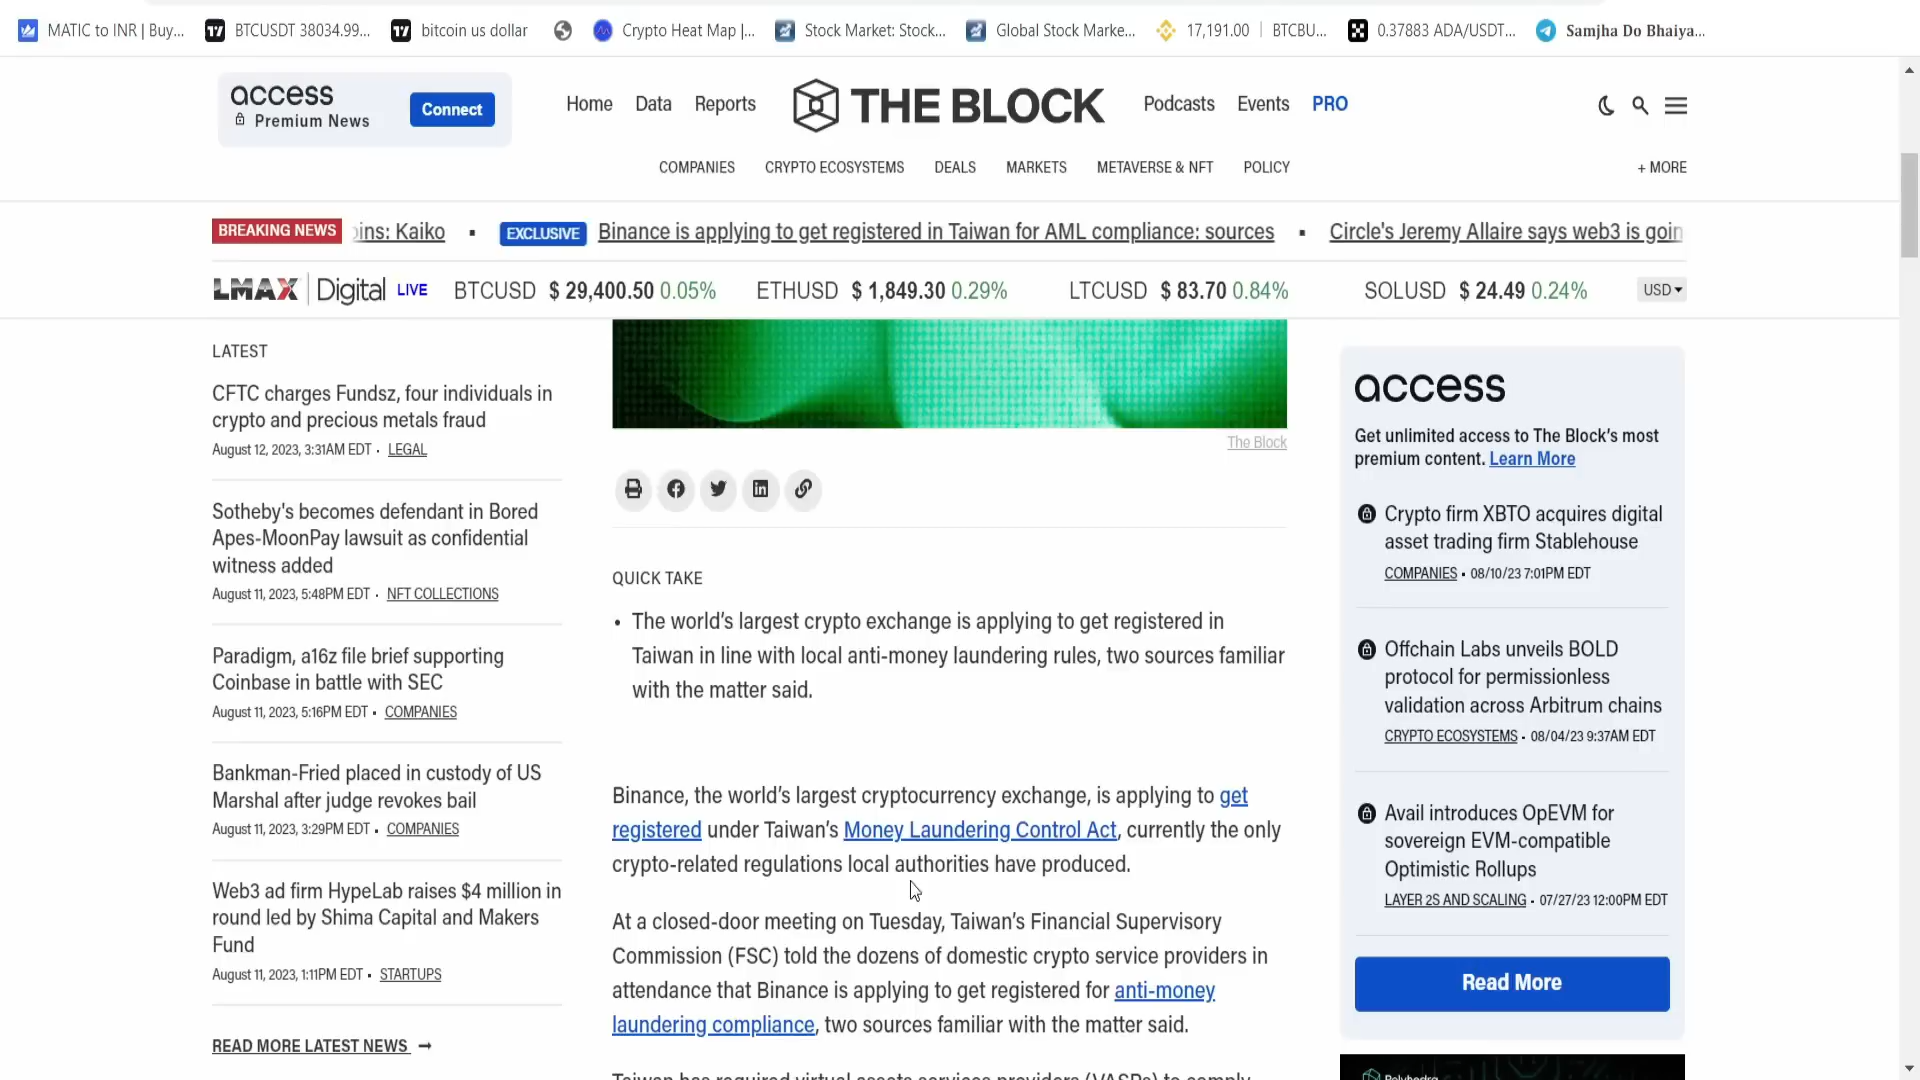 MATIC to INR | Buy...
BTCUSDT 38034.99...
bitcoin us dollar
Crypto Heat Map |...
Stock Market: Stock...
Global Stock Marke...
17,191.00 | BTCBU...
0.37883 ADA/USDT...
Samjha Do Bhaiya...
access
Premium News
Connect
Home Data Reports
THE BLOCK
Podcasts Events PRO
COMPANIES CRYPTO ECOSYSTEMS DEALS MARKETS METAVERSE & NFT POLICY
+ MORE
BREAKING NEWS
ins: Kaiko
EXCLUSIVE Binance is applying to get registered in Taiwan for AML compliance: sources
Circle's Jeremy Allaire says web3 is goin
LMAX Digital LIVE
BTCUSD $ 29,400.50 0.05%
ETHUSD $ 1,849.30 0.29%
LTCUSD $ 83.70 0.84%
SOLUSD $ 24.49 0.24%
USD
LATEST
CFTC charges Fundsz, four individuals in
crypto and precious metals fraud
August 12, 2023, 3:31AM EDT • LEGAL
Sotheby's becomes defendant in Bored
Apes-MoonPay lawsuit as confidential
witness added
August 11, 2023, 5:48PM EDT • NFT COLLECTIONS
Paradigm, a16z file brief supporting
Coinbase in battle with SEC
August 11, 2023, 5:16PM EDT • COMPANIES
Bankman-Fried placed in custody of US
Marshal after judge revokes bail
August 11, 2023, 3:29PM EDT • COMPANIES
Web3 ad firm HypeLab raises $4 million in
round led by Shima Capital and Makers
Fund
August 11, 2023, 1:11PM EDT • STARTUPS
READ MORE LATEST NEWS →
The Block
QUICK TAKE
• The world's largest crypto exchange is applying to get registered in
Taiwan in line with local anti-money laundering rules, two sources familiar
with the matter said.
Binance, the world's largest cryptocurrency exchange, is applying to get
registered under Taiwan's Money Laundering Control Act, currently the only
crypto-related regulations local authorities have produced.
At a closed-door meeting on Tuesday, Taiwan's Financial Supervisory
Commission (FSC) told the dozens of domestic crypto service providers in
attendance that Binance is applying to get registered for anti-money
laundering compliance, two sources familiar with the matter said.
Taiwan has required virtual assets services providers (VASPs) to comply
access
Get unlimited access to The Block's most
premium content. Learn More
Crypto firm XBTO acquires digital
asset trading firm Stablehouse
COMPANIES • 08/10/23 7:01PM EDT
Offchain Labs unveils BOLD
protocol for permissionless
validation across Arbitrum chains
CRYPTO ECOSYSTEMS • 08/04/23 9:37AM EDT
Avail introduces OpEVM for
sovereign EVM-compatible
Optimistic Rollups
LAYER 2S AND SCALING • 07/27/23 12:00PM EDT
Read More
Polyhedra